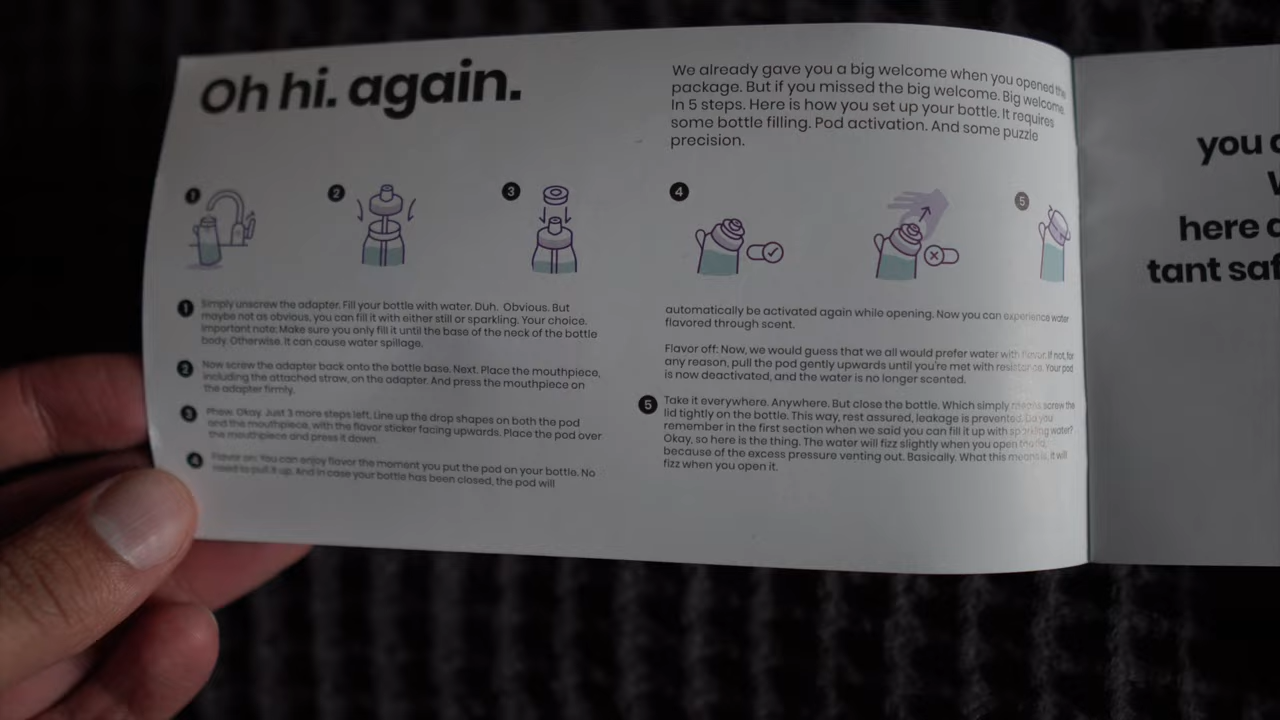 Oh hi. again.
We already gave you a big welcome when you opened the
package. But if you missed the big welcome. Big welcome.
In 5 steps. Here is how you set up your bottle. It requires
some bottle filling. Pod activation. And some puzzle
precision.
1
2
3
4
5
1 Simply unscrew the adapter. Fill your bottle with water. Duh. Obvious. But
maybe not as obvious, you can fill it with either still or sparkling. Your choice.
Important note: Make sure you only fill it until the base of the neck of the bottle
body. Otherwise. It can cause water spillage.
2 Now screw the adapter back onto the bottle base. Next. Place the mouthpiece,
including the attached straw, on the adapter. And press the mouthpiece on
the adapter firmly.
3 Phew. Okay. Just 3 more steps left. Line up the drop shapes on both the pod
and the mouthpiece, with the flavor sticker facing upwards. Place the pod over
the mouthpiece and press it down.
4 Flavor on: You can enjoy flavor the moment you put the pod on your bottle. No
need to pull it up. And in case your bottle has been closed, the pod will
automatically be activated again while opening. Now you can experience water
flavored through scent.
Flavor off: Now, we would guess that we all would prefer water with flavor. If not, for
any reason, pull the pod gently upwards until you're met with resistance. Your pod
is now deactivated, and the water is no longer scented.
5 Take it everywhere. Anywhere. But close the bottle. Which simply means screw the
lid tightly on the bottle. This way, rest assured, leakage is prevented. Do you
remember in the first section when we said you can fill it up with sparkling water?
Okay, so here is the thing. The water will fizz slightly when you open the lid,
because of the excess pressure venting out. Basically. What this means is, it will
fizz when you open it.
you
here
tant